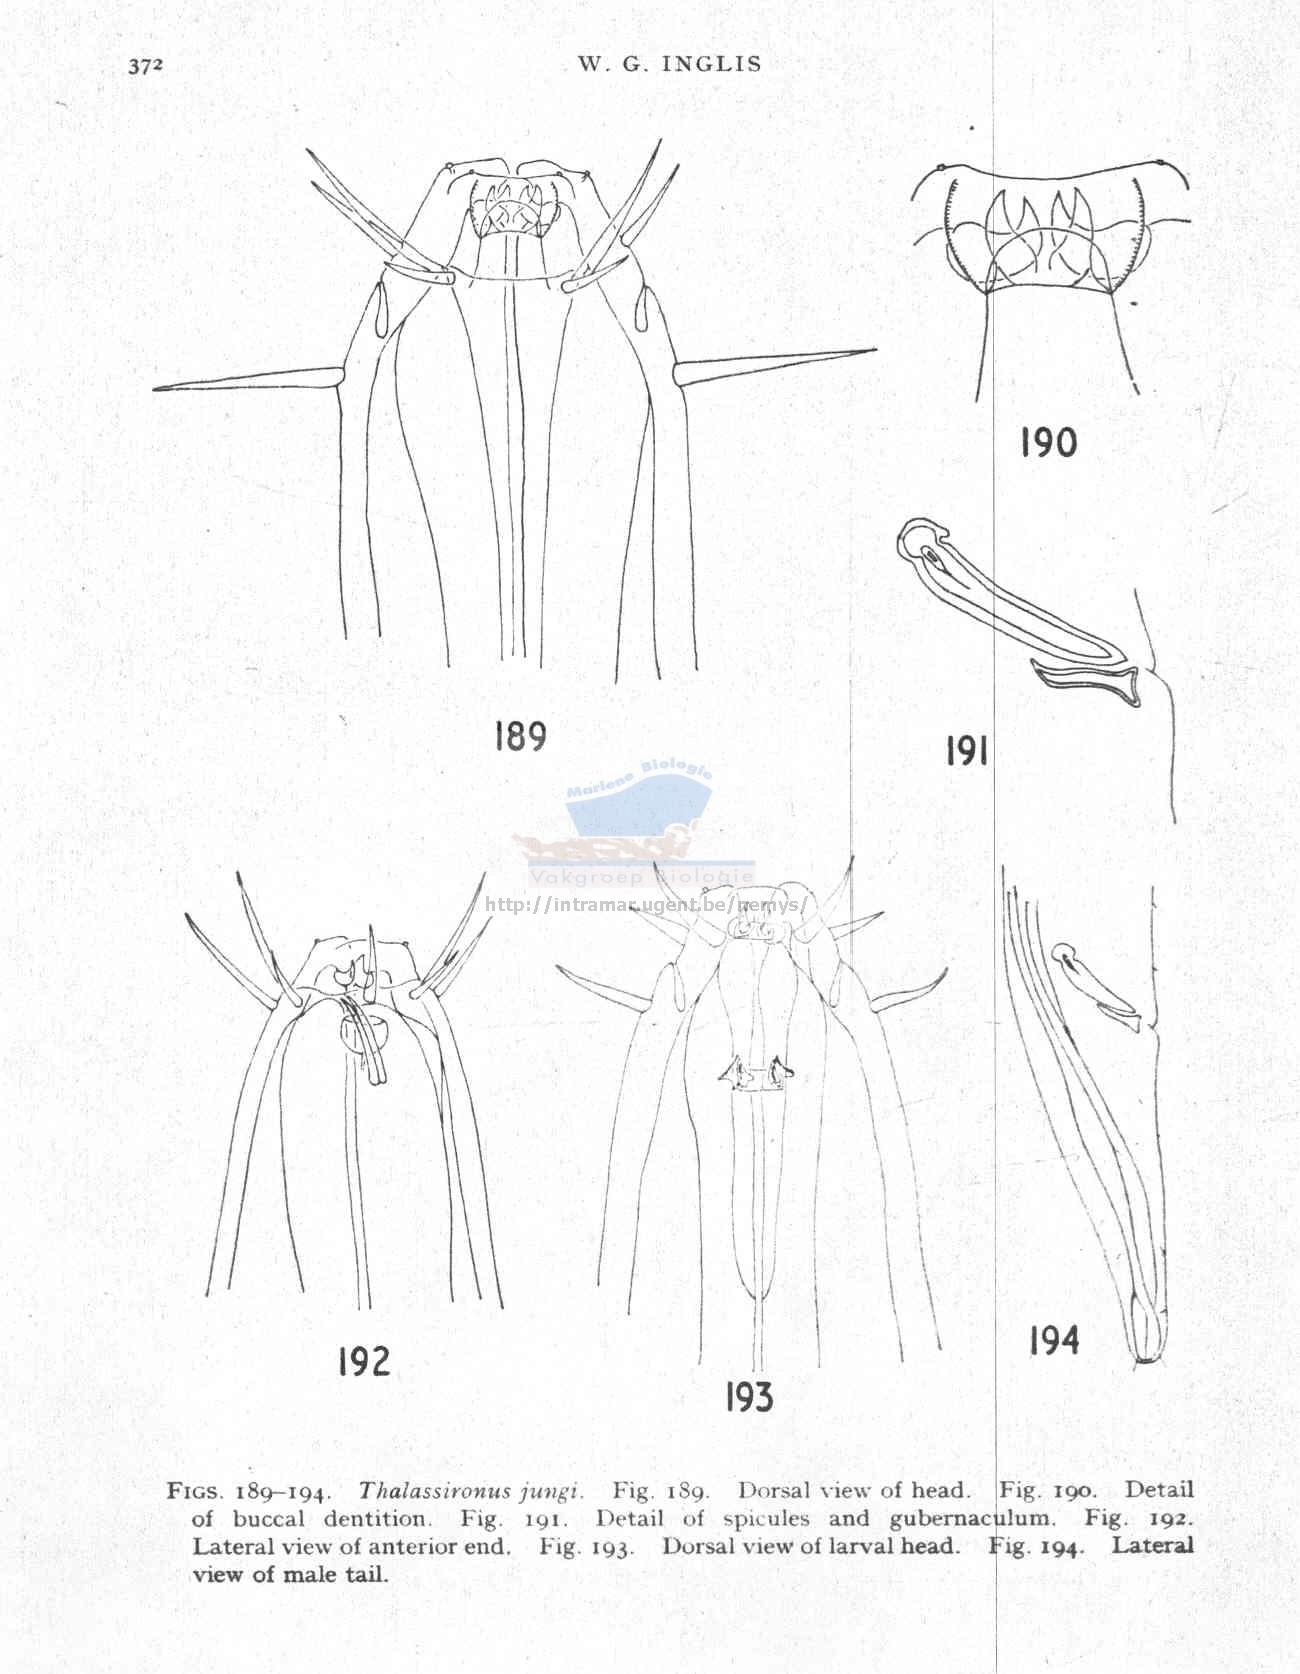 372
W. G. INGLIS
190
189
191
Mariene Biologie
Vakgroep Biologie
http://intramar.ugent.be/nemys/
192
193
194
FIGS. 189–194. Thalassironus jungi. Fig. 189. Dorsal view of head. Fig. 190. Detail
of buccal dentition. Fig. 191. Detail of spicules and gubernaculum. Fig. 192.
Lateral view of anterior end. Fig. 193. Dorsal view of larval head. Fig. 194. Lateral
view of male tail.